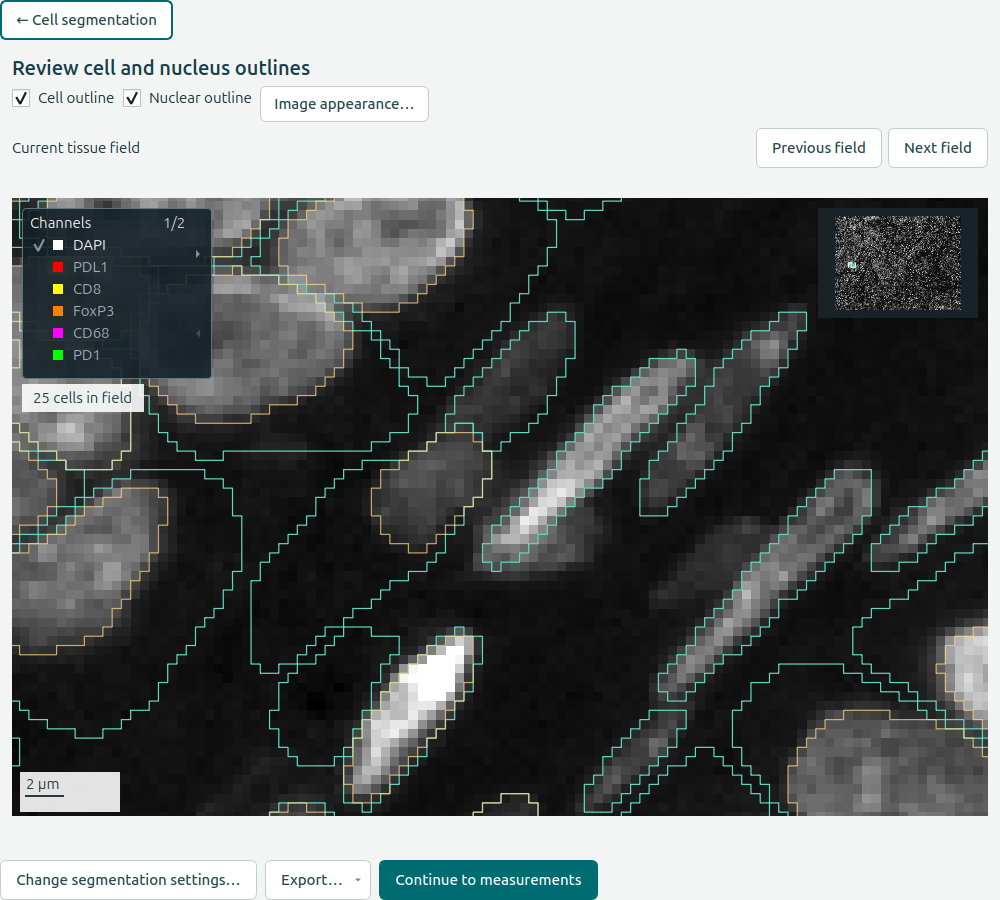 ← Cell segmentation
Review cell and nucleus outlines
Cell outline Nuclear outline Image appearance…
Current tissue field Previous field Next field
Channels 1/2
DAPI
PDL1
CD8
FoxP3
CD68
PD1
25 cells in field
2 µm
Change segmentation settings… Export… Continue to measurements